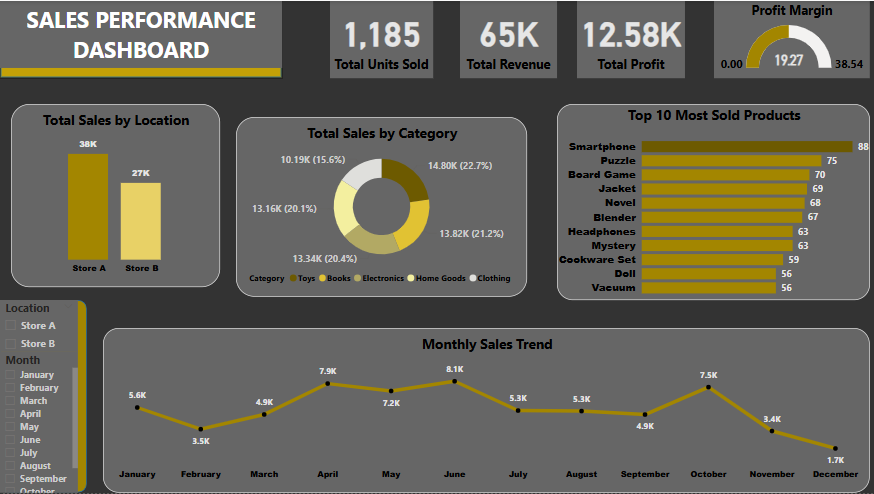 SALES PERFORMANCE
DASHBOARD
1,185
Total Units Sold
65K
Total Revenue
12.58K
Total Profit
Profit Margin
0.00
19.27
38.54
Total Sales by Location
38K
27K
Store A
Store B
Total Sales by Category
10.19K (15.6%)
14.80K (22.7%)
13.16K (20.1%)
13.82K (21.2%)
13.34K (20.4%)
Category Toys Books Electronics Home Goods Clothing
Top 10 Most Sold Products
Smartphone 88
Puzzle 75
Board Game 70
Jacket 69
Novel 68
Blender 67
Headphones 63
Mystery 63
Cookware Set 59
Doll 56
Vacuum 56
Location
Store A
Store B
Month
January
February
March
April
May
June
July
August
September
October
Monthly Sales Trend
5.6K
3.5K
4.9K
7.9K
7.2K
8.1K
5.3K
5.3K
4.9K
7.5K
3.4K
1.7K
January February March April May June July August September October November December